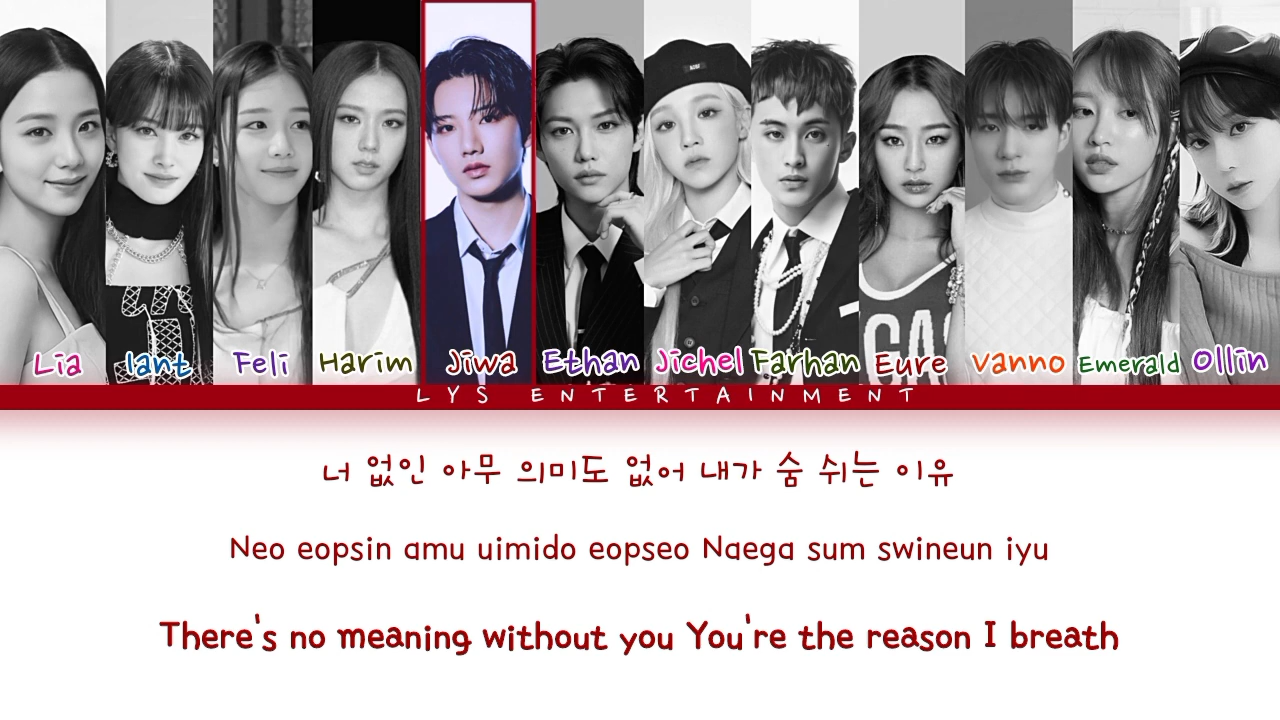 Lia Iant Feli Harim Jiwa Ethan Jichel Farhan Eure Vanno Emerald Ollin
LYS ENTERTAINMENT
너 없인 아무 의미도 없어 내가 숨 쉬는 이유
Neo eopsin amu uimido eopseo Naega sum swineun iyu
There's no meaning without you You're the reason I breath